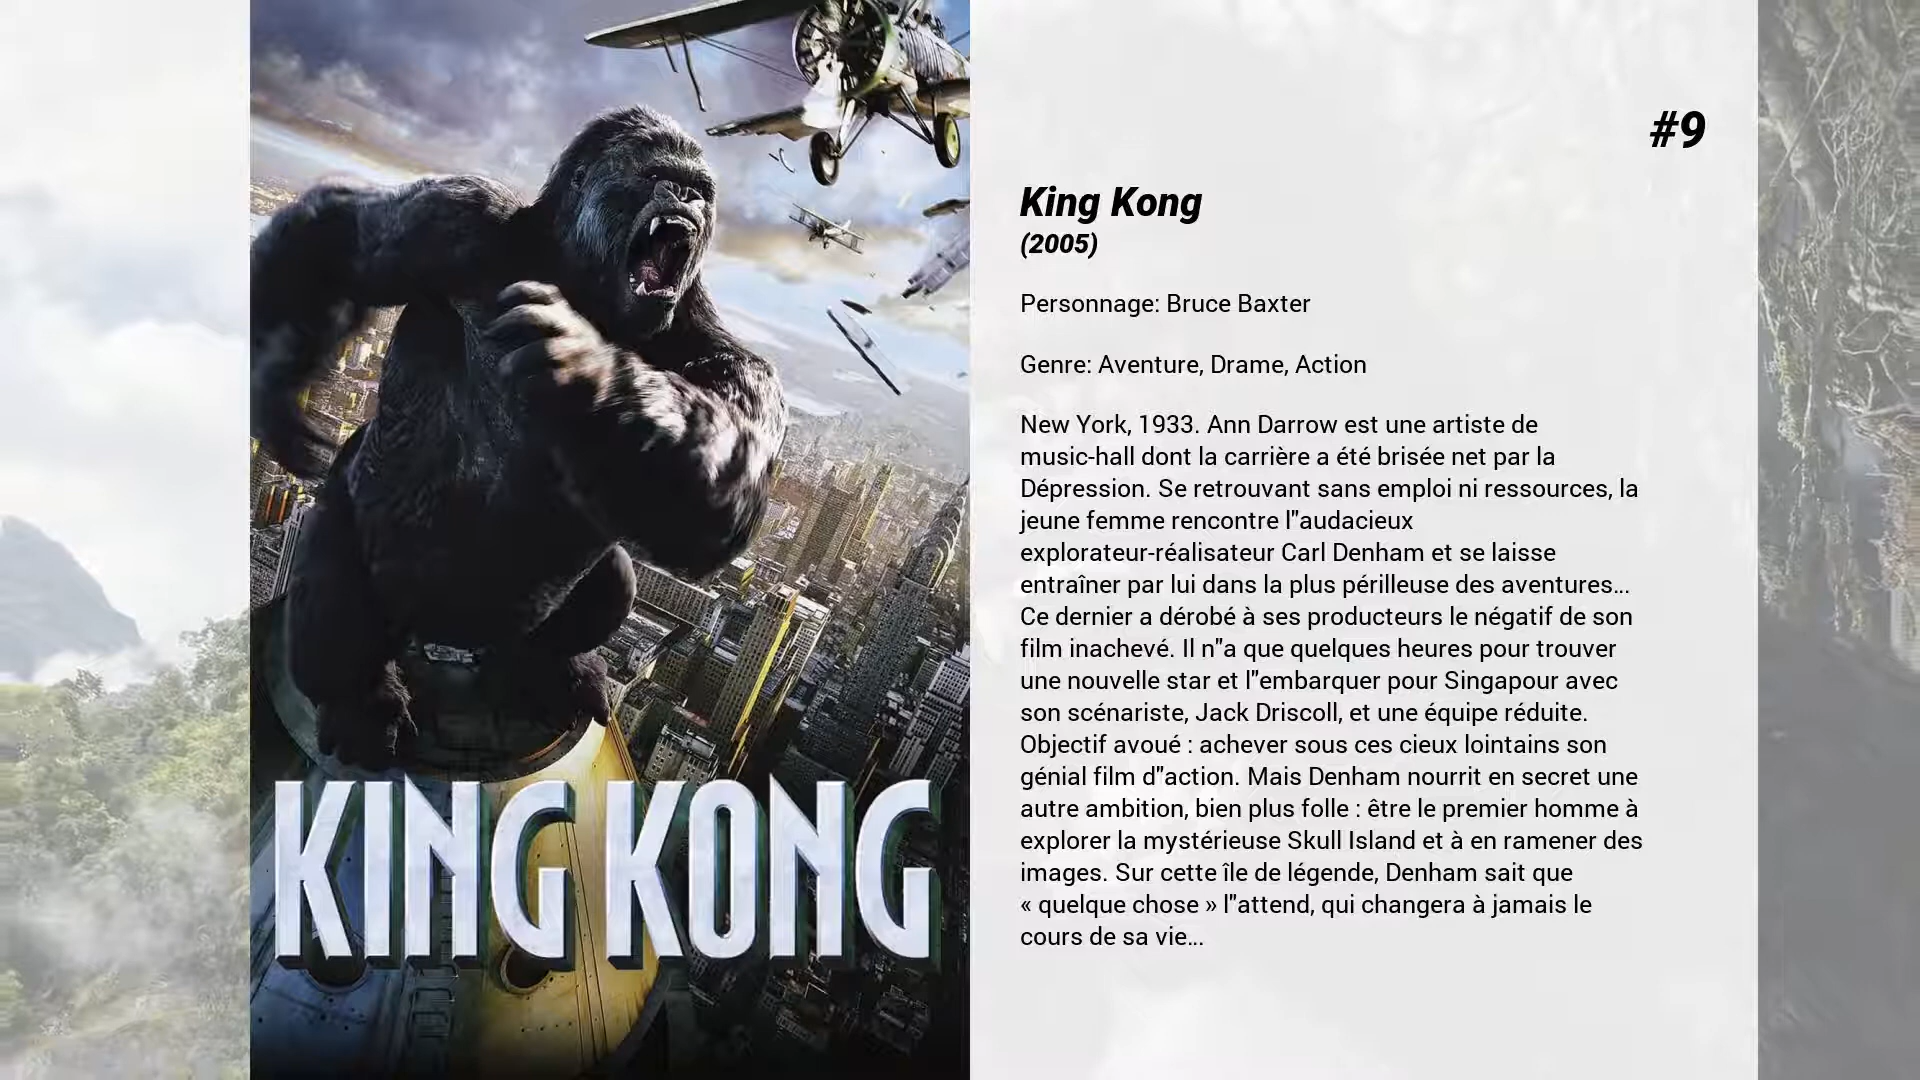 #9
King Kong
(2005)
Personnage: Bruce Baxter
Genre: Aventure, Drame, Action
New York, 1933. Ann Darrow est une artiste de
music-hall dont la carrière a été brisée net par la
Dépression. Se retrouvant sans emploi ni ressources, la
jeune femme rencontre l"audacieux
explorateur-réalisateur Carl Denham et se laisse
entraîner par lui dans la plus périlleuse des aventures...
Ce dernier a dérobé à ses producteurs le négatif de son
film inachevé. Il n"a que quelques heures pour trouver
une nouvelle star et l"embarquer pour Singapour avec
son scénariste, Jack Driscoll, et une équipe réduite.
Objectif avoué : achever sous ces cieux lointains son
génial film d"action. Mais Denham nourrit en secret une
autre ambition, bien plus folle : être le premier homme à
explorer la mystérieuse Skull Island et à en ramener des
images. Sur cette île de légende, Denham sait que
« quelque chose » l"attend, qui changera à jamais le
cours de sa vie...
KING KONG